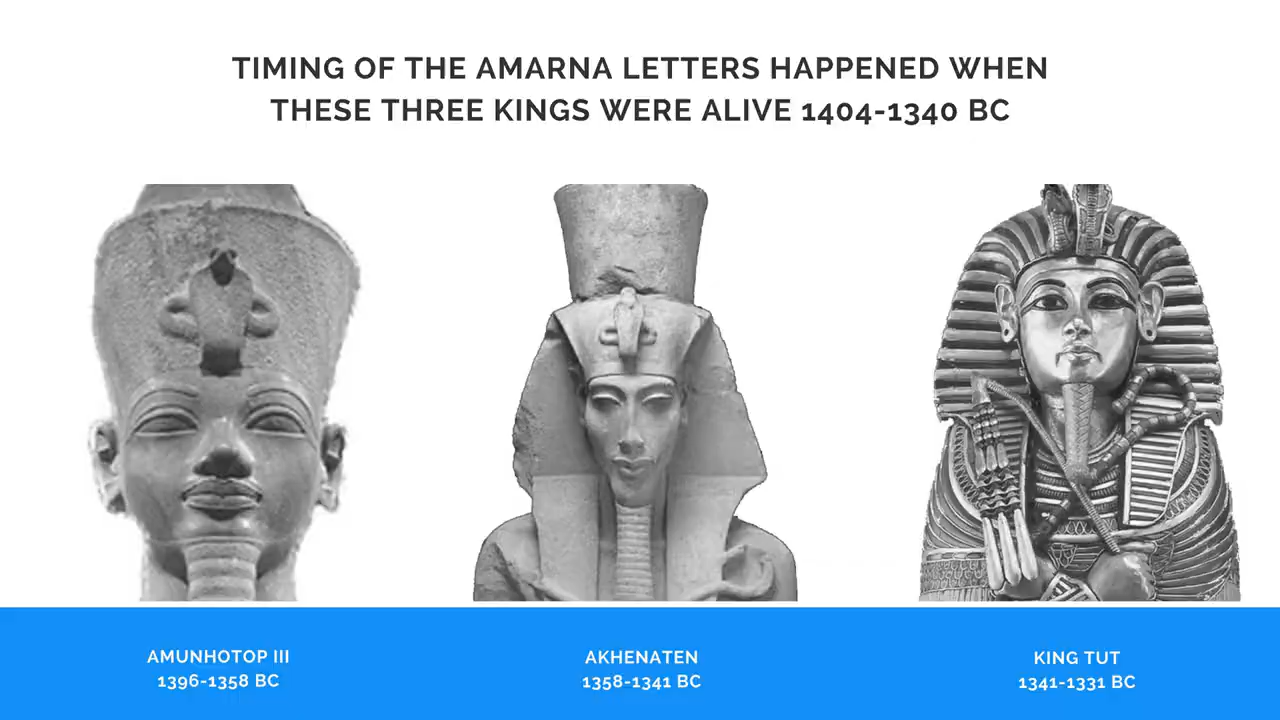 TIMING OF THE AMARNA LETTERS HAPPENED WHEN
THESE THREE KINGS WERE ALIVE 1404-1340 BC
AMUNHOTOP III
1396-1358 BC
AKHENATEN
1358-1341 BC
KING TUT
1341-1331 BC